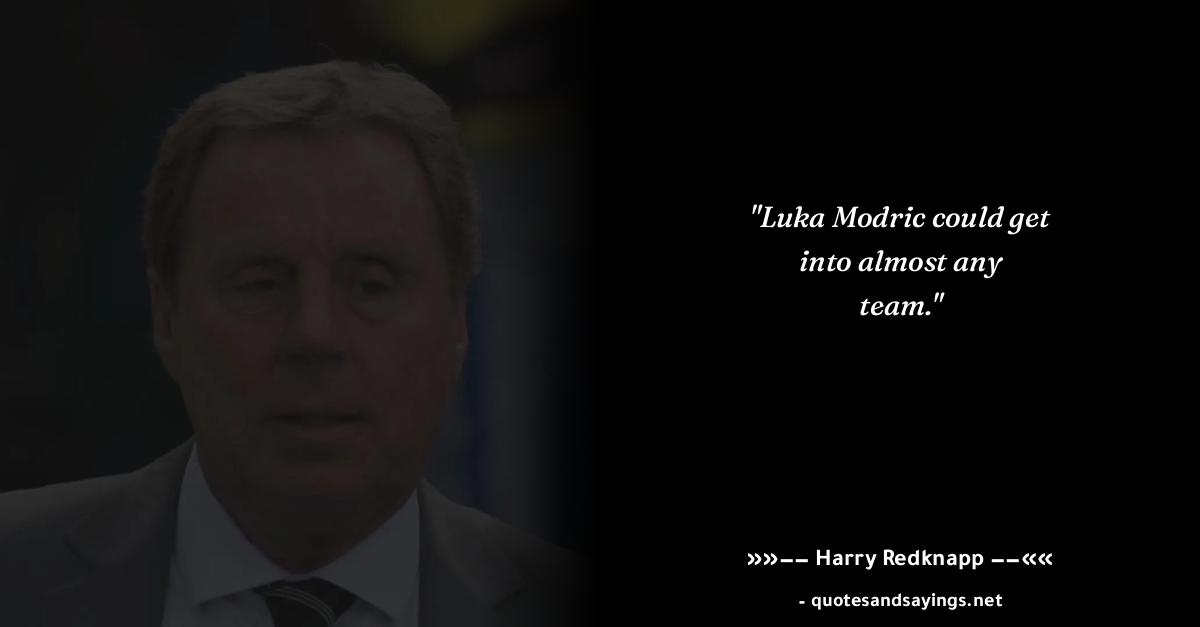 "Luka Modric could get
into almost any
team."
»»−− Harry Redknapp −−««
- quotesandsayings.net